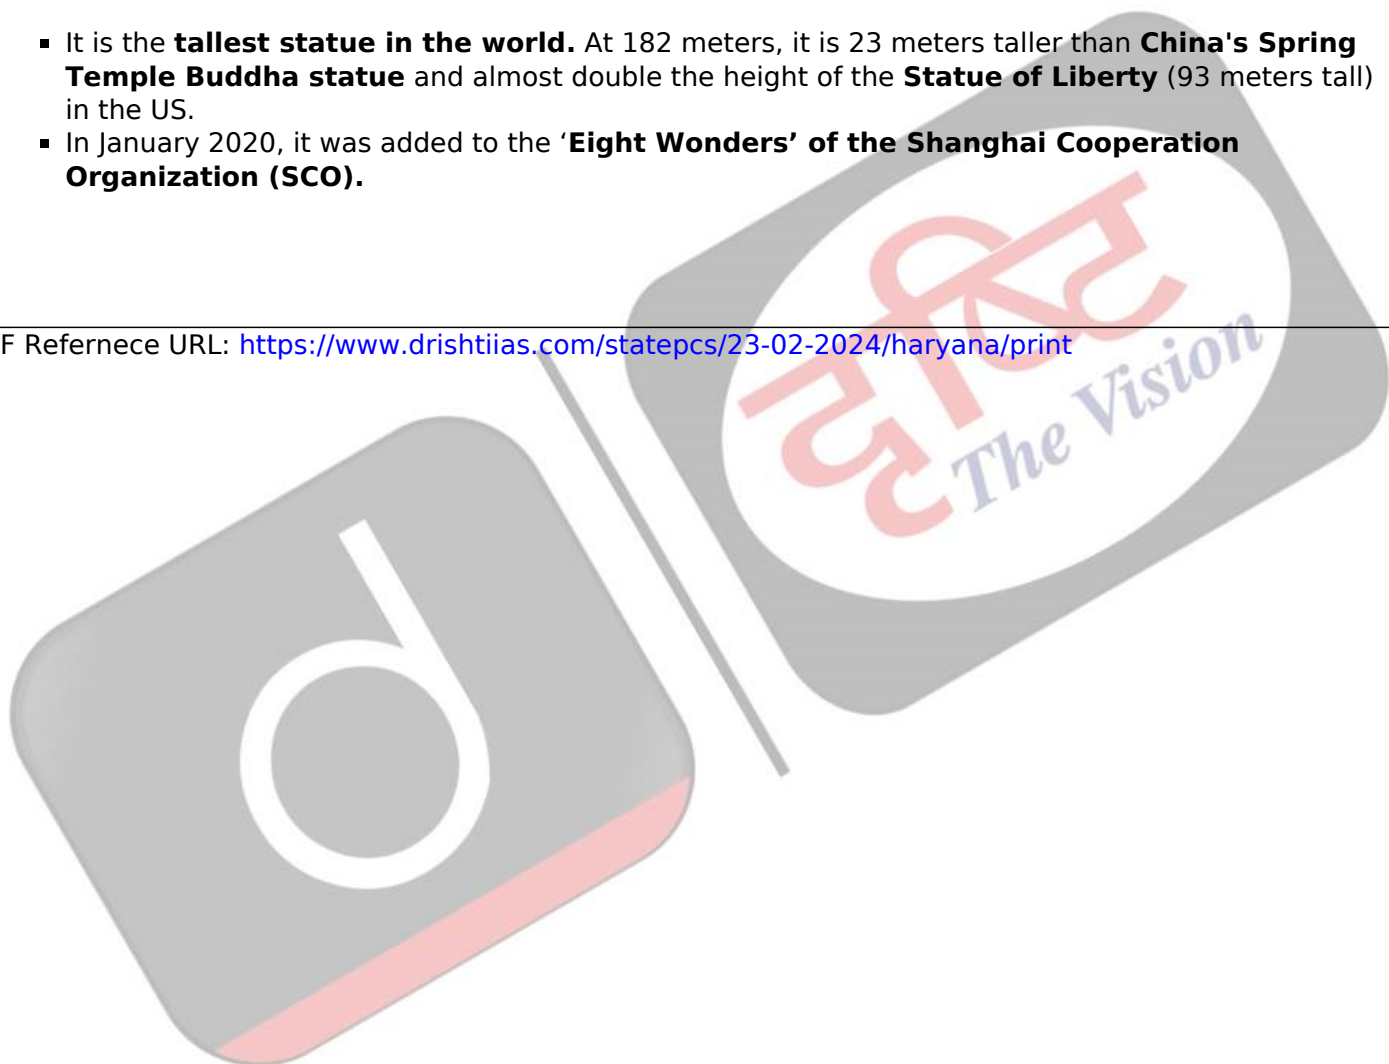 ▪ It is the tallest statue in the world. At 182 meters, it is 23 meters taller than China's Spring
Temple Buddha statue and almost double the height of the Statue of Liberty (93 meters tall)
in the US.
▪ In January 2020, it was added to the ‘Eight Wonders’ of the Shanghai Cooperation
Organization (SCO).
F Refernece URL: https://www.drishtiias.com/statepcs/23-02-2024/haryana/print
दृष्टि
The Vision
d